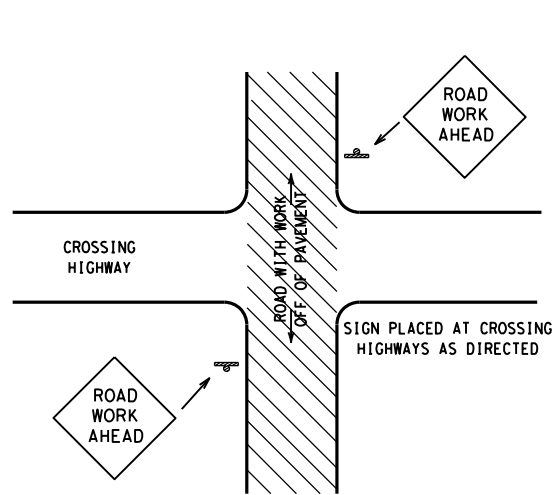 ROAD
WORK
AHEAD
CROSSING
HIGHWAY
ROAD WITH WORK
OFF OF PAVEMENT
SIGN PLACED AT CROSSING
HIGHWAYS AS DIRECTED
ROAD
WORK
AHEAD